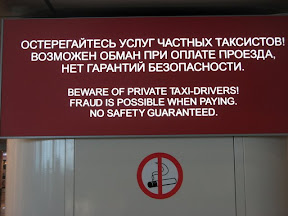 ОСТЕРЕГАЙТЕСЬ УСЛУГ ЧАСТНЫХ ТАКСИСТОВ!
ВОЗМОЖЕН ОБМАН ПРИ ОПЛАТЕ ПРОЕЗДА,
НЕТ ГАРАНТИЙ БЕЗОПАСНОСТИ.
BEWARE OF PRIVATE TAXI-DRIVERS!
FRAUD IS POSSIBLE WHEN PAYING.
NO SAFETY GUARANTEED.